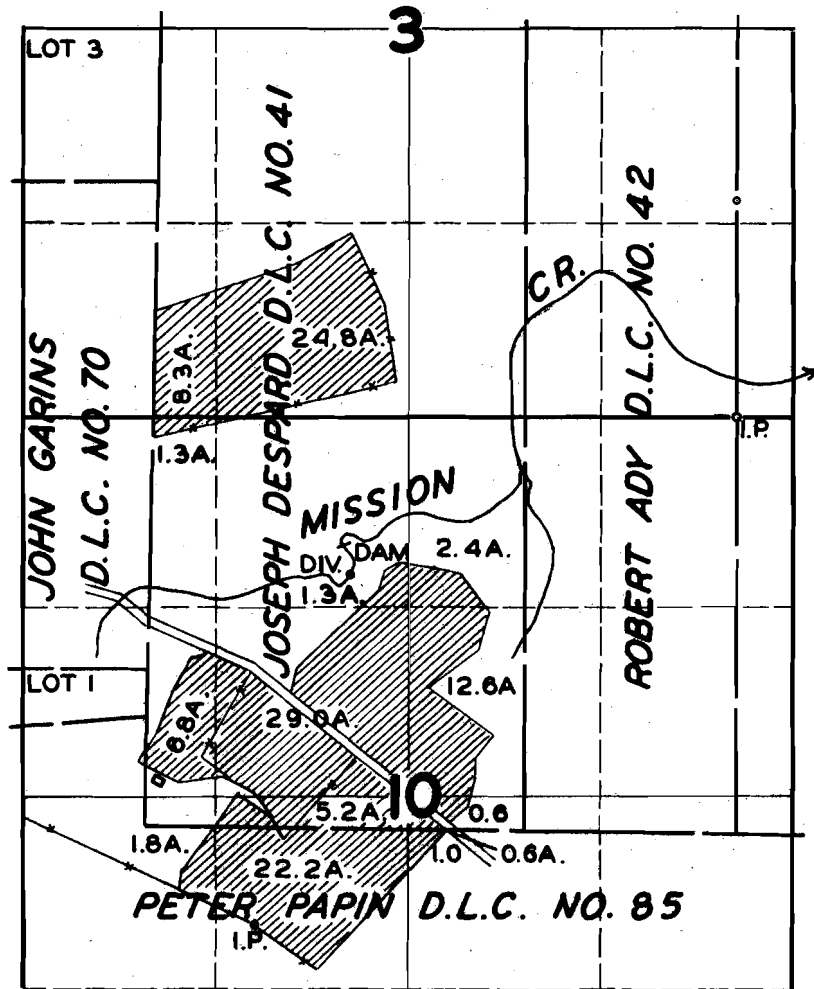 3
LOT 3
JOHN GARINS
D.L.C. NO. 70
JOSEPH DESPARD D.L.C. NO. 41
ROBERT ADY D.L.C. NO. 42
8.3A.
24.8A.
1.3A.
CR.
I.P.
MISSION
DIV. DAM
2.4A.
1.3A.
LOT 1
6.8A.
29.0A.
12.6A
10
5.2A
0.6
1.8A.
1.0
0.6A.
22.2A.
PETER PAPIN D.L.C. NO. 85
I.P.